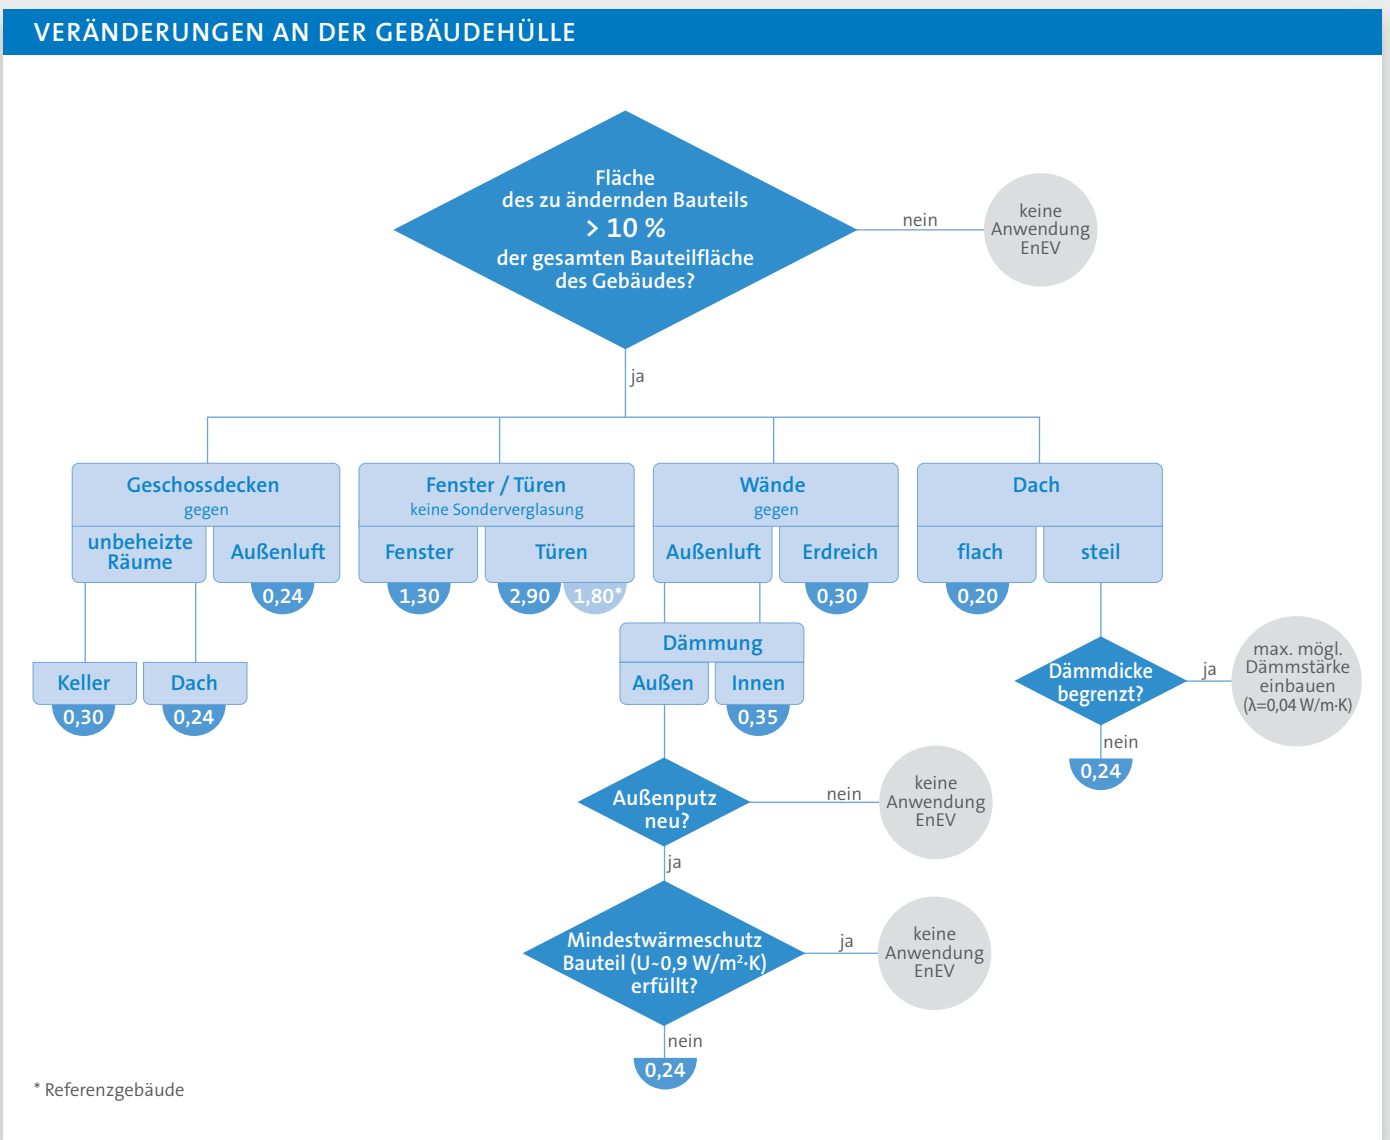 VERÄNDERUNGEN AN DER GEBÄUDEHÜLLE
Fläche
des zu ändernden Bauteils
> 10 %
der gesamten Bauteilfläche
des Gebäudes?
nein
keine
Anwendung
EnEV
ja
Geschossdecken
gegen
unbeheizte
Räume
Außenluft
0,24
Keller
0,30
Dach
0,24
Fenster / Türen
keine Sonderverglasung
Fenster
1,30
Türen
2,90
1,80*
Wände
gegen
Außenluft
Erdreich
0,30
Dämmung
Außen
Innen
0,35
Außenputz
neu?
nein
keine
Anwendung
EnEV
ja
Mindestwärmeschutz
Bauteil (U~0,9 W/m²·K)
erfüllt?
ja
keine
Anwendung
EnEV
nein
0,24
Dach
flach
0,20
steil
Dämmdicke
begrenzt?
ja
max. mögl.
Dämmstärke
einbauen
(λ=0,04 W/m·K)
nein
0,24
* Referenzgebäude